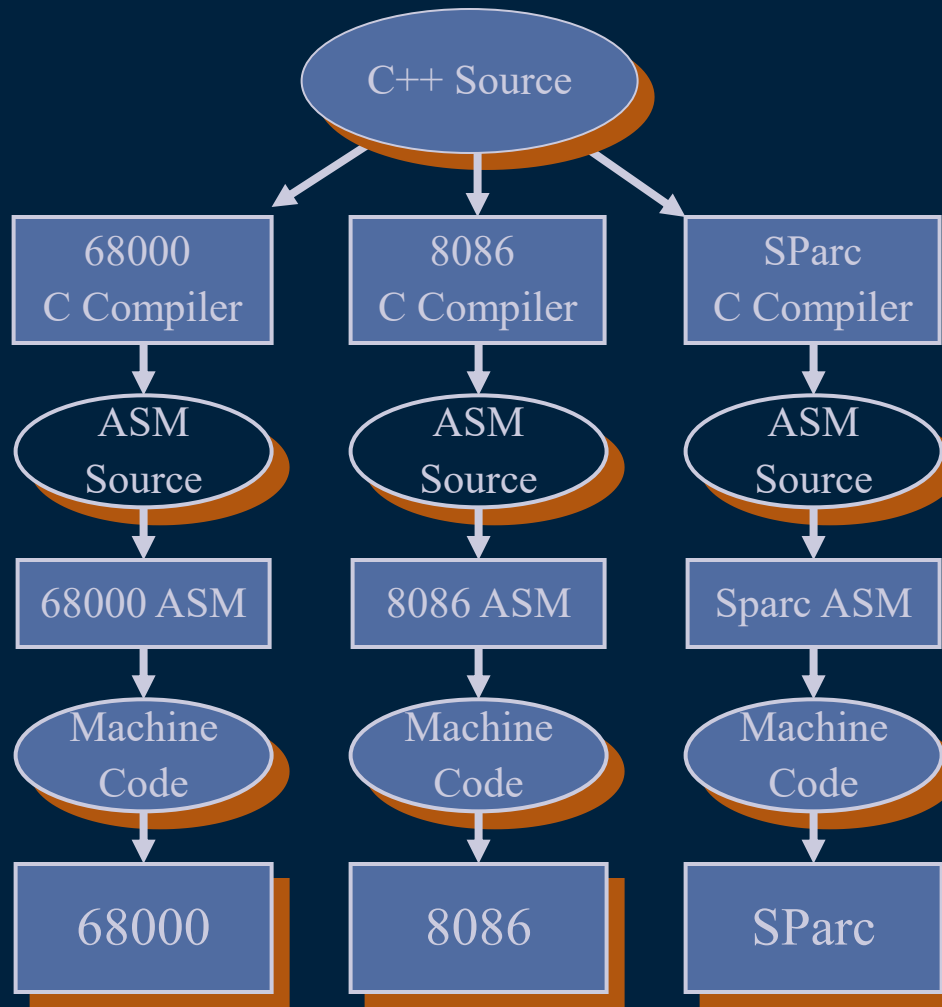 C++ Source
68000
C Compiler
8086
C Compiler
SParc
C Compiler
ASM
Source
ASM
Source
ASM
Source
68000 ASM
8086 ASM
Sparc ASM
Machine
Code
Machine
Code
Machine
Code
68000
8086
SParc